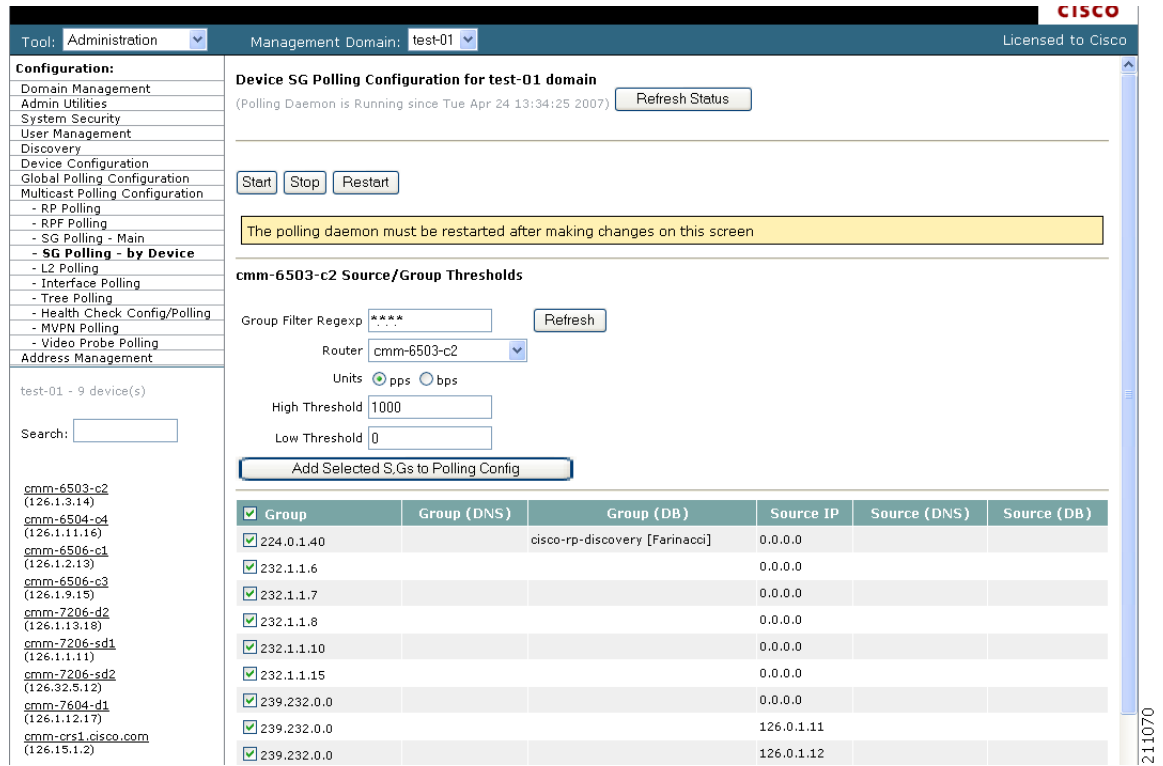 CISCO
Tool: Administration Management Domain: test-01 Licensed to Cisco
Configuration:
Domain Management
Admin Utilities
System Security
User Management
Discovery
Device Configuration
Global Polling Configuration
Multicast Polling Configuration
- RP Polling
- RPF Polling
- SG Polling - Main
- SG Polling - by Device
- L2 Polling
- Interface Polling
- Tree Polling
- Health Check Config/Polling
- MVPN Polling
- Video Probe Polling
Address Management
test-01 - 9 device(s)
Search:
cmm-6503-c2
(126.1.3.14)
cmm-6504-c4
(126.1.11.16)
cmm-6506-c1
(126.1.2.13)
cmm-6506-c3
(126.1.9.15)
cmm-7206-d2
(126.1.13.18)
cmm-7206-sd1
(126.1.1.11)
cmm-7206-sd2
(126.32.5.12)
cmm-7604-d1
(126.1.12.17)
cmm-crs1.cisco.com
(126.15.1.2)
Device SG Polling Configuration for test-01 domain
(Polling Daemon is Running since Tue Apr 24 13:34:25 2007) Refresh Status
Start Stop Restart
The polling daemon must be restarted after making changes on this screen
cmm-6503-c2 Source/Group Thresholds
Group Filter Regexp *.*.*.* Refresh
Router cmm-6503-c2
Units pps bps
High Threshold 1000
Low Threshold 0
Add Selected S,Gs to Polling Config
Group Group (DNS) Group (DB) Source IP Source (DNS) Source (DB)
224.0.1.40 cisco-rp-discovery [Farinacci] 0.0.0.0
232.1.1.6 0.0.0.0
232.1.1.7 0.0.0.0
232.1.1.8 0.0.0.0
232.1.1.10 0.0.0.0
232.1.1.15 0.0.0.0
239.232.0.0 0.0.0.0
239.232.0.0 126.0.1.11
239.232.0.0 126.0.1.12
211070